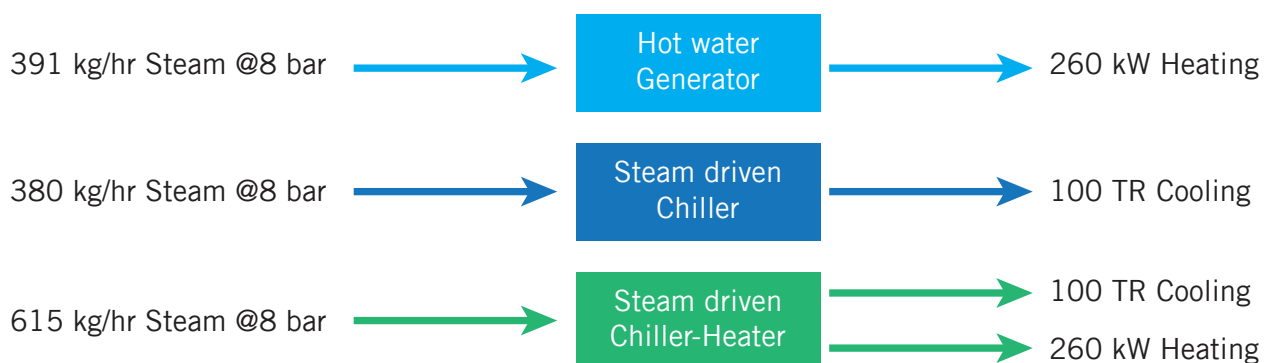 391 kg/hr Steam @8 bar
Hot water
Generator
260 kW Heating
380 kg/hr Steam @8 bar
Steam driven
Chiller
100 TR Cooling
615 kg/hr Steam @8 bar
Steam driven
Chiller-Heater
100 TR Cooling
260 kW Heating